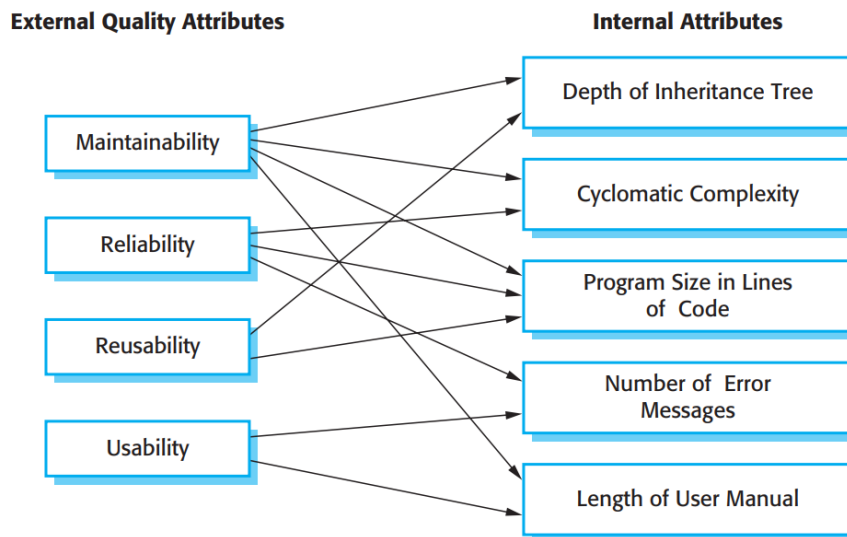 External Quality Attributes
Internal Attributes
Maintainability
Reliability
Reusability
Usability
Depth of Inheritance Tree
Cyclomatic Complexity
Program Size in Lines
of Code
Number of Error
Messages
Length of User Manual